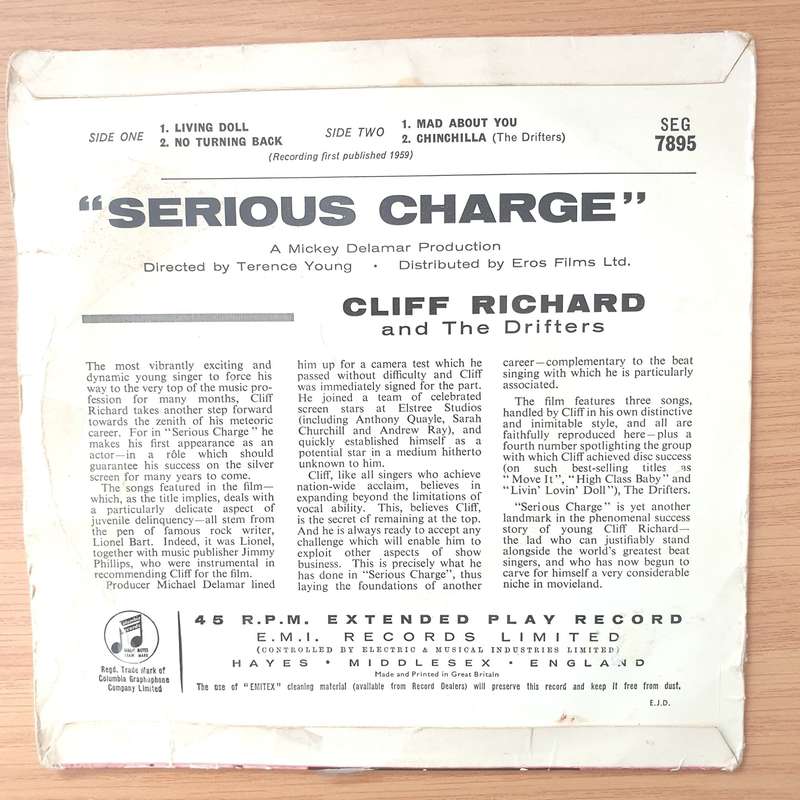 SIDE ONE
1. LIVING DOLL
2. NO TURNING BACK
SIDE TWO
1. MAD ABOUT YOU
2. CHINCHILLA (The Drifters)
(Recording first published 1959)
SEG
7895
“SERIOUS CHARGE”
A Mickey Delamar Production
Directed by Terence Young • Distributed by Eros Films Ltd.
CLIFF RICHARD
and The Drifters
The most vibrantly exciting and
dynamic young singer to force his
way to the very top of the music pro-
fession for many months, Cliff
Richard takes another step forward
towards the zenith of his meteoric
career. For in “Serious Charge” he
makes his first appearance as an
actor—in a rôle which should
guarantee his success on the silver
screen for many years to come.
The songs featured in the film—
which, as the title implies, deals with
a particularly delicate aspect of
juvenile delinquency—all stem from
the pen of famous rock writer,
Lionel Bart. Indeed, it was Lionel,
together with music publisher Jimmy
Phillips, who were instrumental in
recommending Cliff for the film.
Producer Michael Delamar lined
him up for a camera test which he
passed without difficulty and Cliff
was immediately signed for the part.
He joined a team of celebrated
screen stars at Elstree Studios
(including Anthony Quayle, Sarah
Churchill and Andrew Ray), and
quickly established himself as a
potential star in a medium hitherto
unknown to him.
Cliff, like all singers who achieve
nation-wide acclaim, believes in
expanding beyond the limitations of
vocal ability. This, believes Cliff,
is the secret of remaining at the top.
And he is always ready to accept any
challenge which will enable him to
exploit other aspects of show
business. This is precisely what he
has done in “Serious Charge”, thus
laying the foundations of another
career—complementary to the beat
singing with which he is particularly
associated.
The film features three songs,
handled by Cliff in his own distinctive
and inimitable style, and all are
faithfully reproduced here—plus a
fourth number spotlighting the group
with which Cliff achieved disc success
(on such best-selling titles as
“Move It”, “High Class Baby” and
“Livin’ Lovin’ Doll”), The Drifters.
“Serious Charge” is yet another
landmark in the phenomenal success
story of young Cliff Richard—
the lad who can justifiably stand
alongside the world’s greatest beat
singers, and who has now begun to
carve for himself a very considerable
niche in movieland.
Regd. Trade Mark of
Columbia Graphophone
Company Limited
45 R.P.M. EXTENDED PLAY RECORD
E.M.I. RECORDS LIMITED
(CONTROLLED BY ELECTRIC & MUSICAL INDUSTRIES LIMITED)
HAYES • MIDDLESEX • ENGLAND
Made and Printed in Great Britain
The use of “EMITEX” cleaning material (available from Record Dealers) will preserve this record and keep it free from dust.
E.J.D.